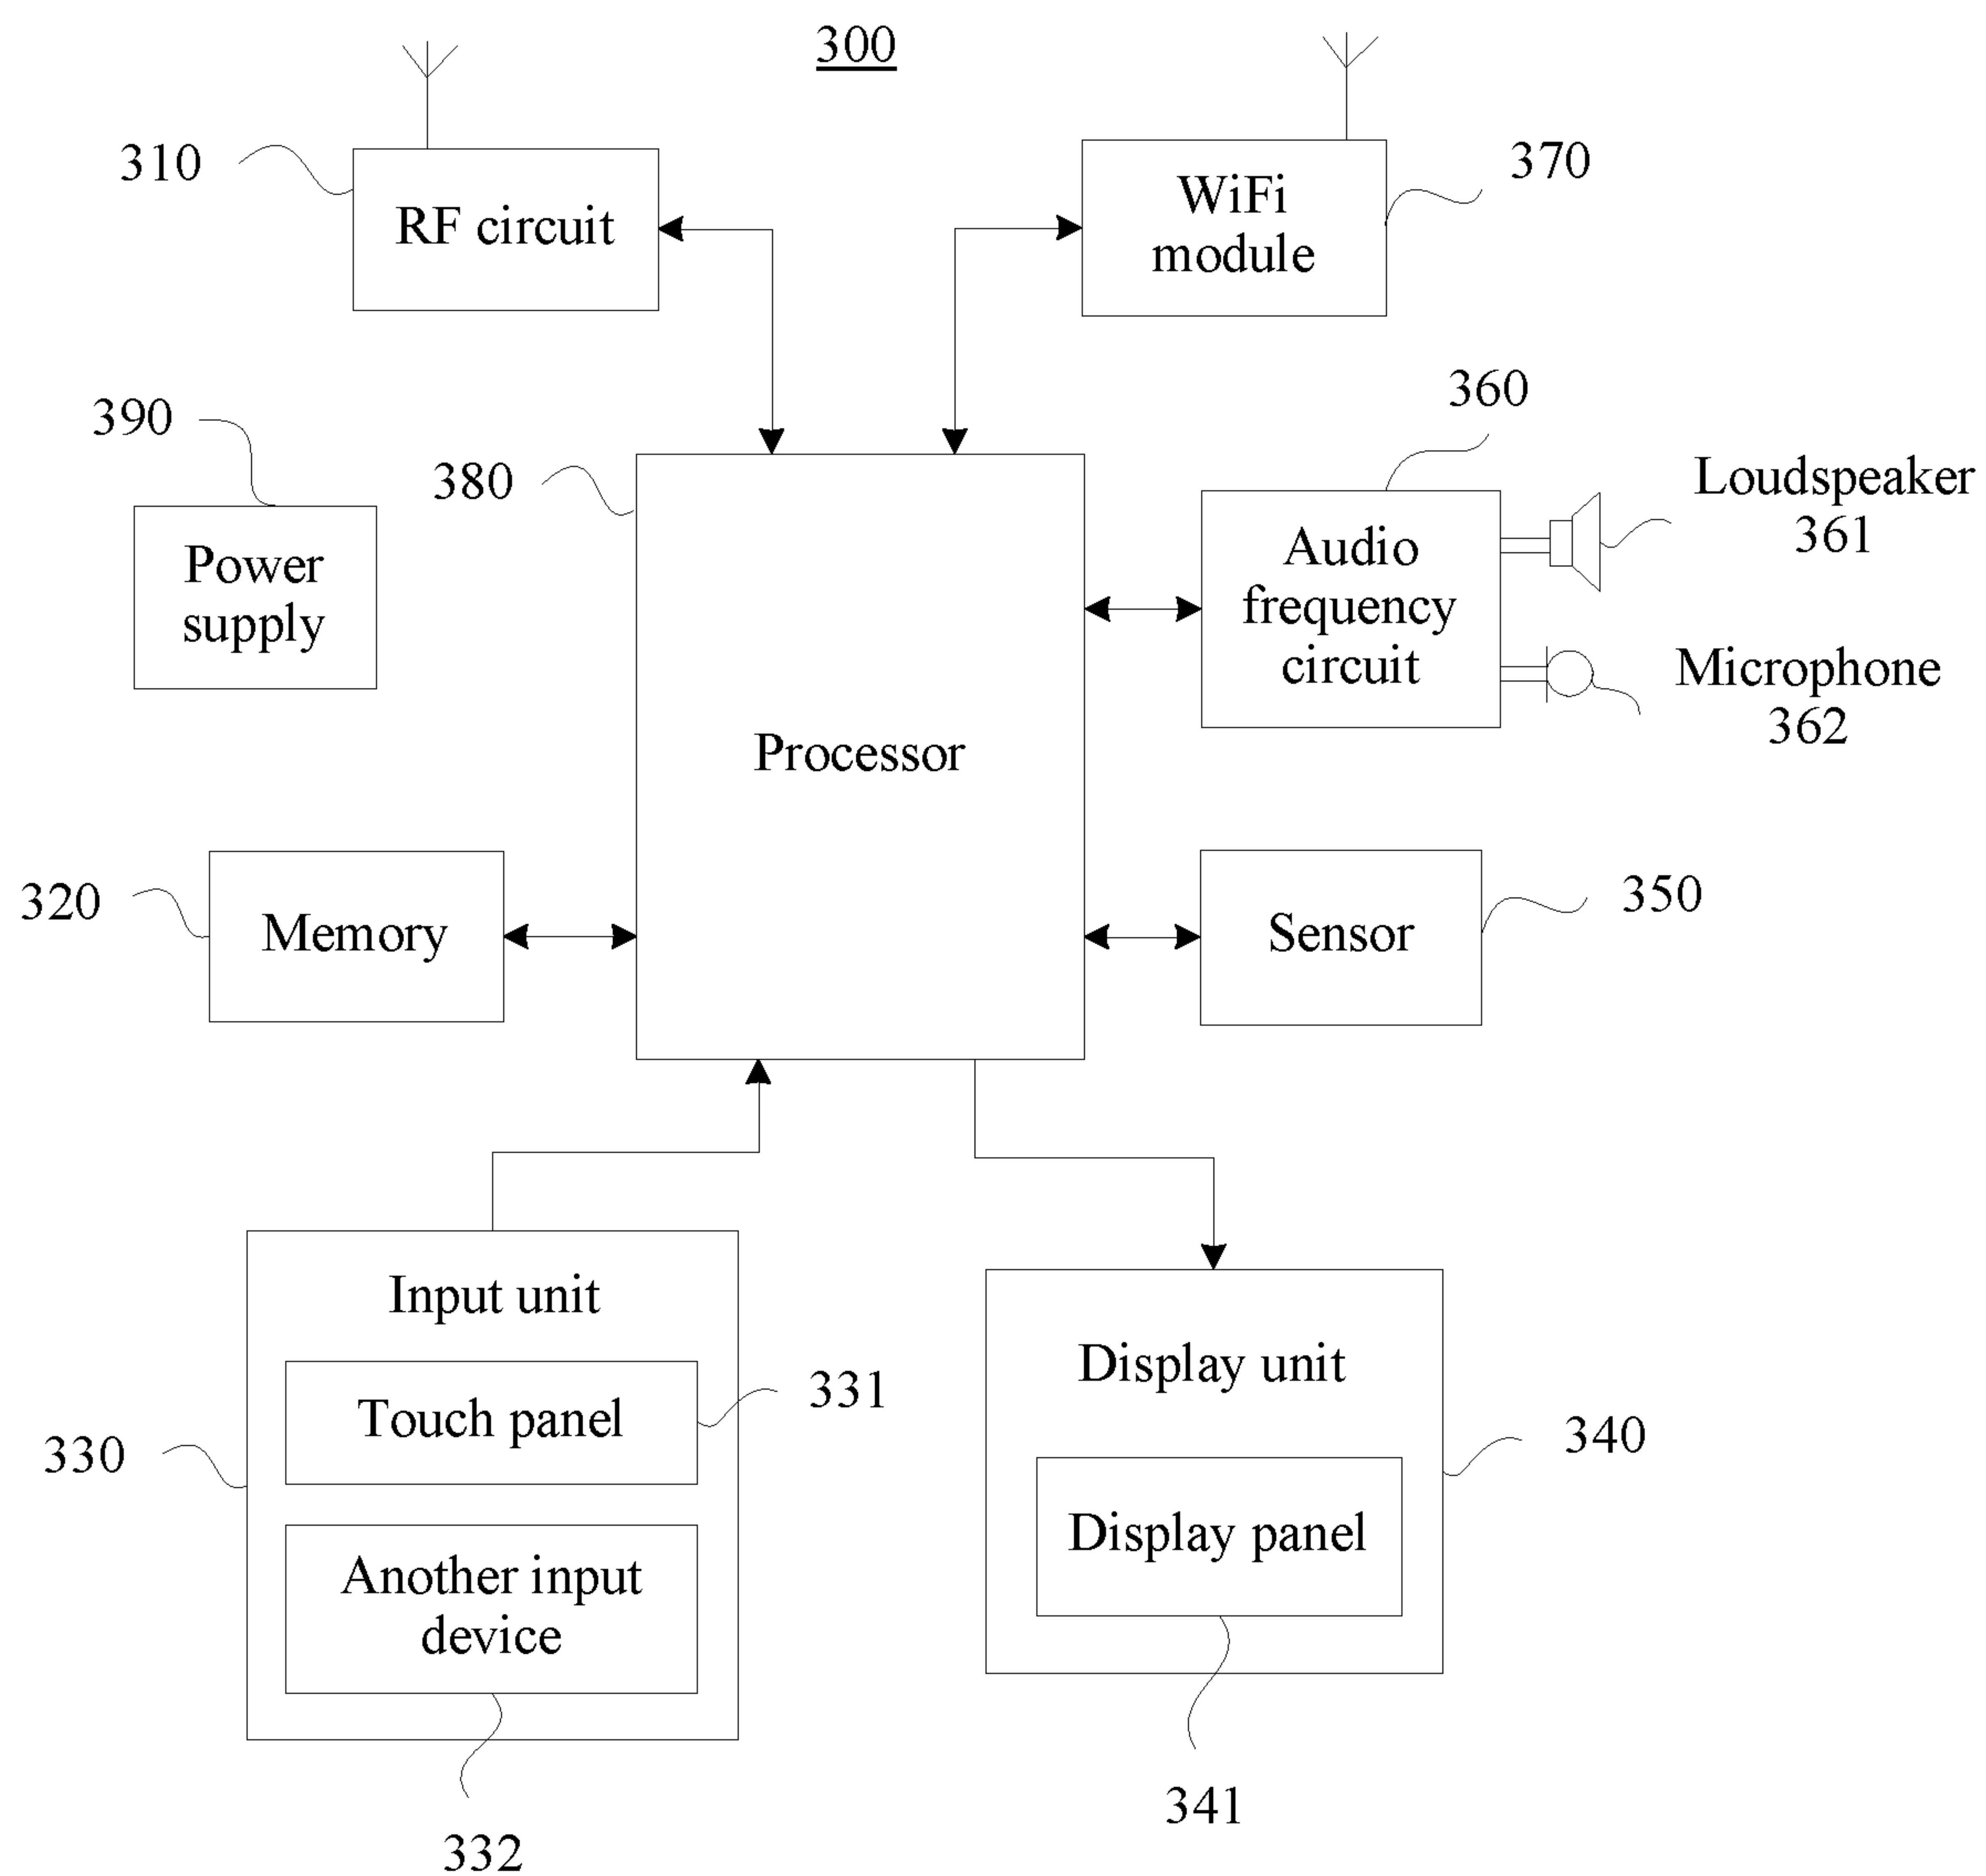 300
310
RF circuit
WiFi
module
370
390
Power
supply
380
Processor
360
Audio
frequency
circuit
Loudspeaker
361
Microphone
362
320
Memory
Sensor
350
Input unit
Touch panel
331
330
Another input
device
332
Display unit
340
Display panel
341